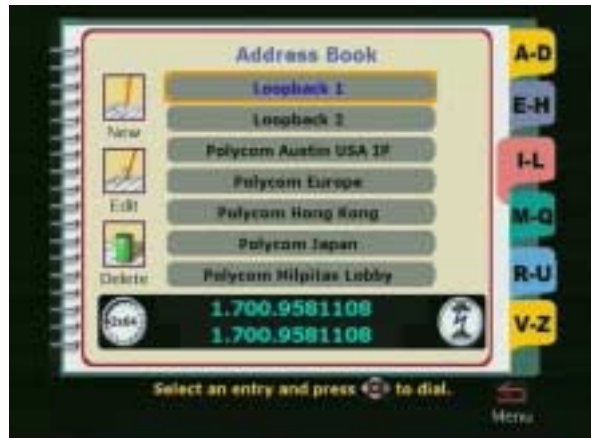 Address Book
A-D
Loopback 1
E-H
New
Loopback 2
Polycom Austin USA IP
I-L
Polycom Europe
Edit
Polycom Hong Kong
M-Q
Polycom Japan
Delete
Polycom Milpitas Lobby
R-U
2x64
1.700.9581108
1.700.9581108
V-Z
Select an entry and press to dial.
Menu